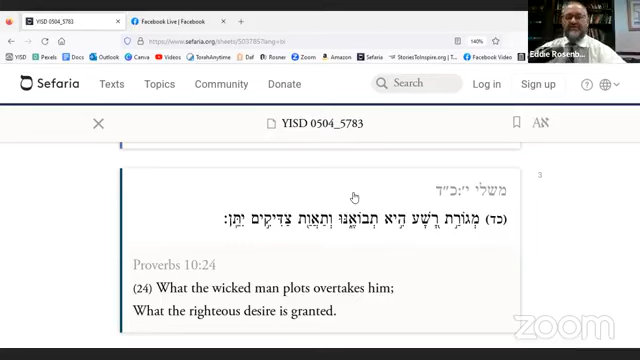 YISD 0504_5783
Facebook Live | Facebook
https://www.sefaria.org/sheets/503785?lang=bi
140%
YISD
Pexels
Outlook
Canva
Videos
TorahAnytime
Daf
Rosner
Zoom
Amazon
Sefaria
StoriesToInspire.org |...
Facebook Video
Eddie Rosenb...
Sefaria
Texts
Topics
Community
Donate
Search
Log in
Sign up
YISD 0504_5783
3
משלי י׳:כ״ד
(כד) מְגוֹרַ֣ת רָ֭שָׁע הִ֣יא תְבוֹאֶ֑נּוּ וְתַאֲוַ֖ת צַדִּיקִ֣ים יִתֵּֽן׃
Proverbs 10:24
(24) What the wicked man plots overtakes him;
What the righteous desire is granted.
zoom